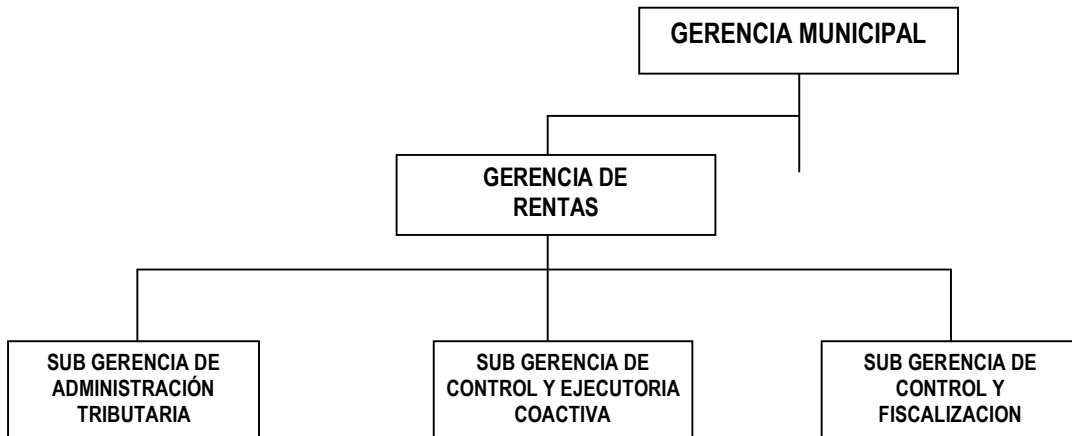 GERENCIA MUNICIPAL
GERENCIA DE
RENTAS
SUB GERENCIA DE
ADMINISTRACIÓN
TRIBUTARIA
SUB GERENCIA DE
CONTROL Y EJECUTORIA
COACTIVA
SUB GERENCIA DE
CONTROL Y
FISCALIZACION